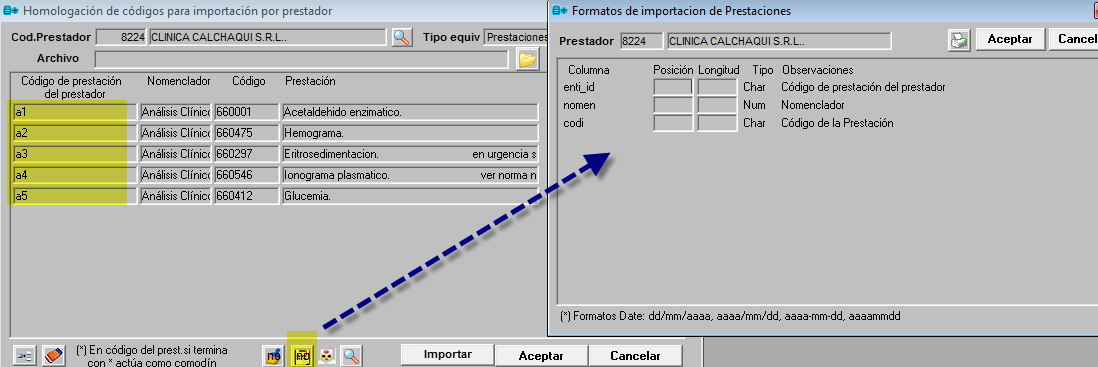 Homologación de códigos para importación por prestador
Cod.Prestador 8224 CLINICA CALCHAQUI S.R.L.. Tipo equiv Prestaciones
Archivo
Código de prestación del prestador Nomenclador Código Prestación
a1 Análisis Clínic 660001 Acetaldehido enzimatico.
a2 Análisis Clínic 660475 Hemograma.
a3 Análisis Clínic 660297 Eritrosedimentacion. en urgencia s
a4 Análisis Clínic 660546 Ionograma plasmatico. ver norma n
a5 Análisis Clínic 660412 Glucemia.
(*) En código del prest.si termina
con * actúa como comodín
Importar Aceptar Cancelar
Formatos de importacion de Prestaciones
Prestador 8224 CLINICA CALCHAQUI S.R.L.. Aceptar Cancel
Columna Posición Longitud Tipo Observaciones
enti_id Char Código de prestación del prestador
nomen Num Nomenclador
codi Char Código de la Prestación
(*) Formatos Date: dd/mm/aaaa, aaaa/mm/dd, aaaa-mm-dd, aaaammdd